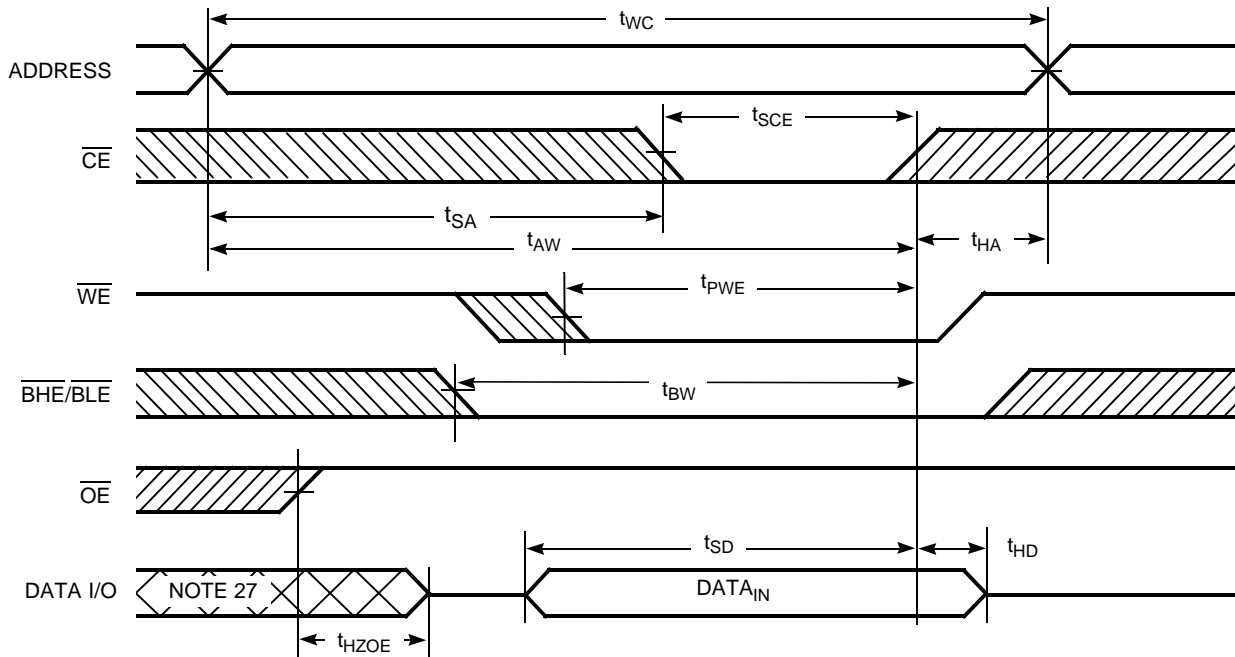 tWC
ADDRESS
tSCE
CE
tSA
tAW
tHA
tPWE
WE
BHE/BLE
tBW
OE
tSD
tHD
DATA I/O
NOTE 27
DATAIN
tHZOE